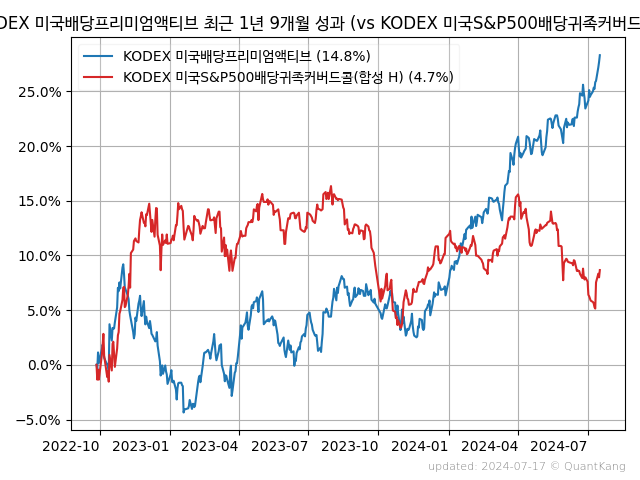 DEX 미국배당프리미엄액티브 최근 1년 9개월 성과 (vs KODEX 미국S&P500배당귀족커버드
KODEX 미국배당프리미엄액티브 (14.8%)
KODEX 미국S&P500배당귀족커버드콜(합성 H) (4.7%)
25.0%
20.0%
15.0%
10.0%
5.0%
0.0%
−5.0%
2022-10 2023-01 2023-04 2023-07 2023-10 2024-01 2024-04 2024-07
updated: 2024-07-17 © QuantKang